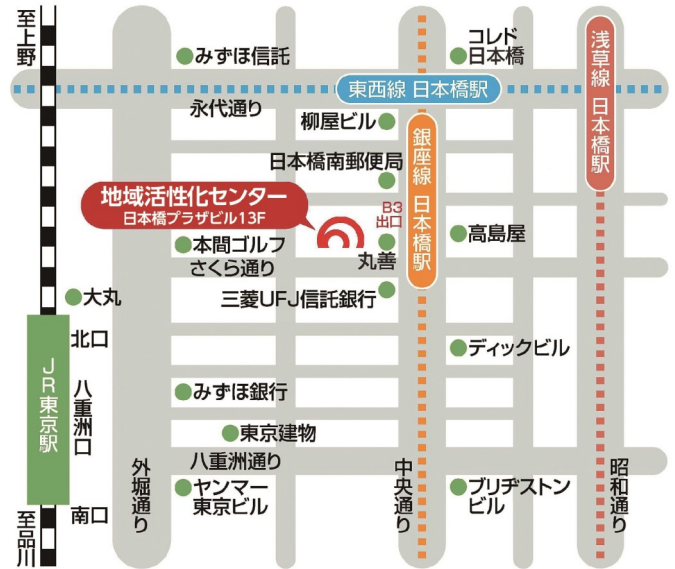 至上野
みずほ信託
コレド
日本橋
浅草線 日本橋駅
東西線 日本橋駅
永代通り
柳屋ビル
銀座線 日本橋駅
日本橋南郵便局
地域活性化センター
日本橋プラザビル13F
B3
出口
本間ゴルフ
高島屋
丸善
さくら通り
大丸
三菱UFJ信託銀行
北口
ディックビル
JR東京駅
八重洲口
みずほ銀行
東京建物
八重洲通り
外堀通り
中央通り
昭和通り
ヤンマー
東京ビル
ブリヂストン
ビル
南口
至品川